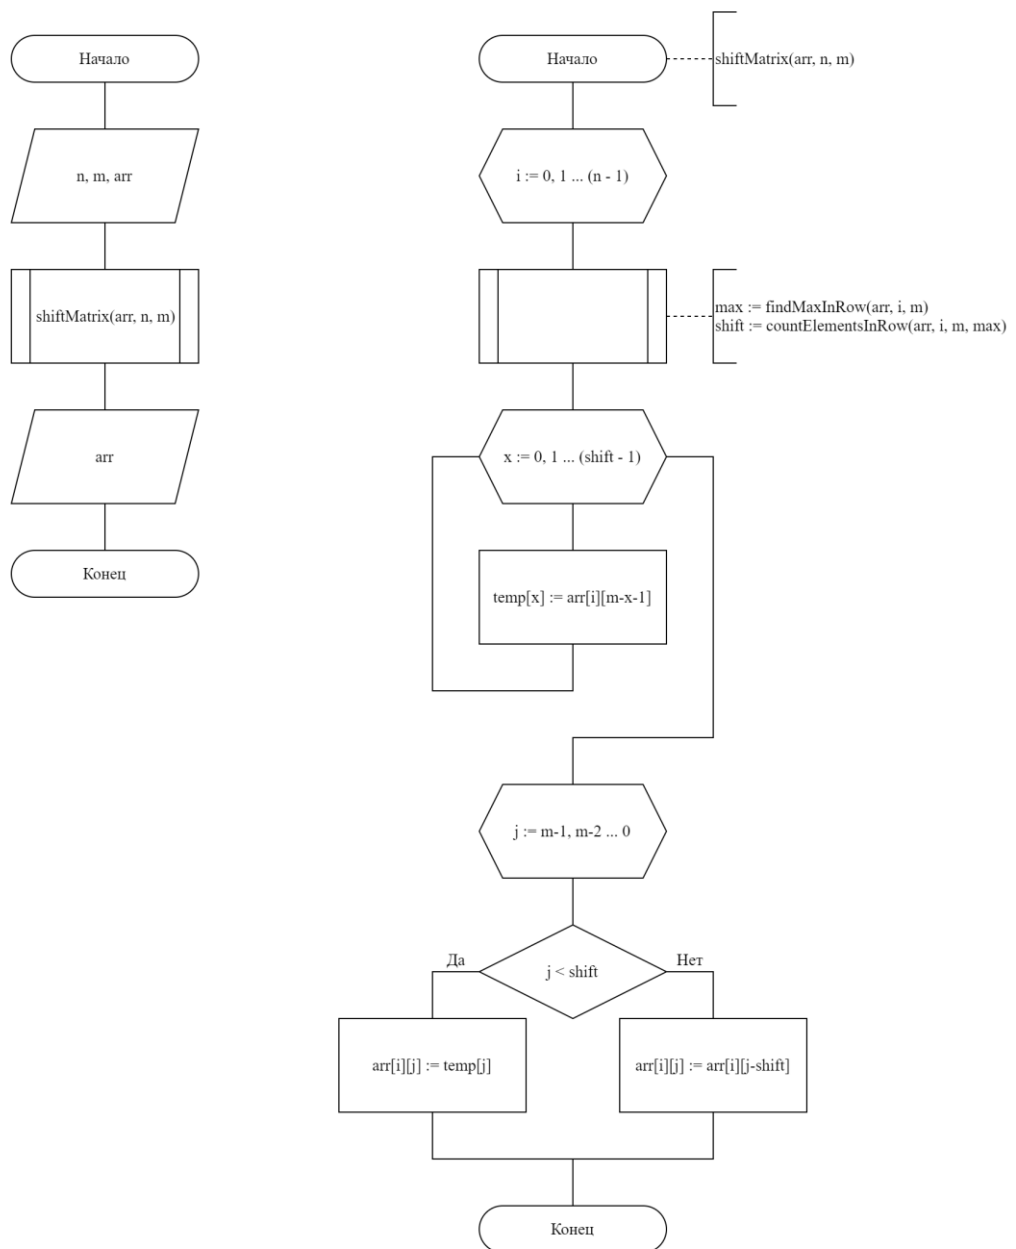 Начало
n, m, arr
shiftMatrix(arr, n, m)
arr
Конец
Начало
shiftMatrix(arr, n, m)
i := 0, 1 ... (n - 1)
max := findMaxInRow(arr, i, m)
shift := countElementsInRow(arr, i, m, max)
x := 0, 1 ... (shift - 1)
temp[x] := arr[i][m-x-1]
j := m-1, m-2 ... 0
j < shift
Да
Нет
arr[i][j] := temp[j]
arr[i][j] := arr[i][j-shift]
Конец